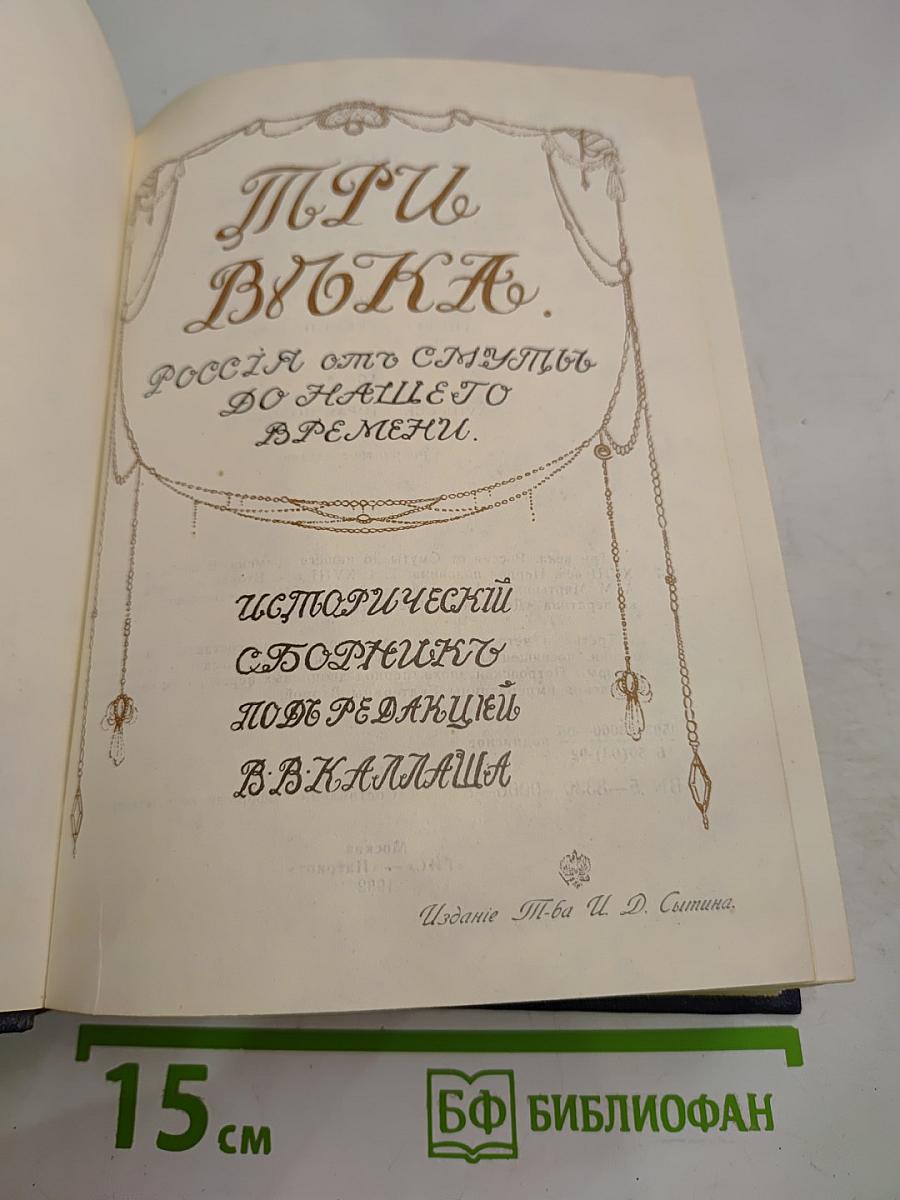 ТРИ
ВѢКА.
РОССІЯ отъ СМУТЫ
ДО НАШЕГО
ВРЕМЕНИ.
ИСТОРИЧЕСКІЙ
СБОРНИКЪ
ПОДЪ РЕДАКЦІЕЙ
В·В·КАЛЛАША
Изданіе Т-ва И. Д. Сытина.
15 см
БФ БИБЛИОФАН